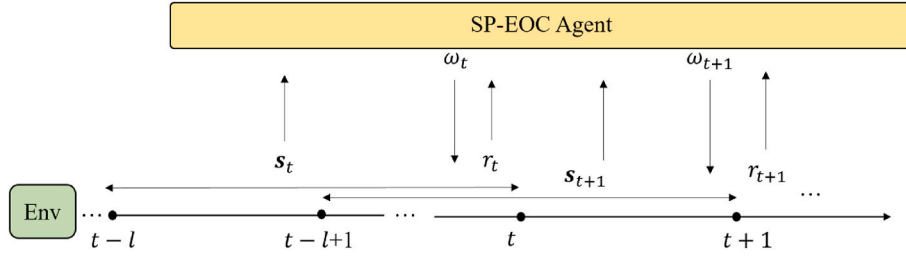 SP-EOC Agent
ω_t
ω_{t+1}
s_t
r_t
s_{t+1}
r_{t+1}
...
Env
...
...
t − l
t − l+1
t
t + 1